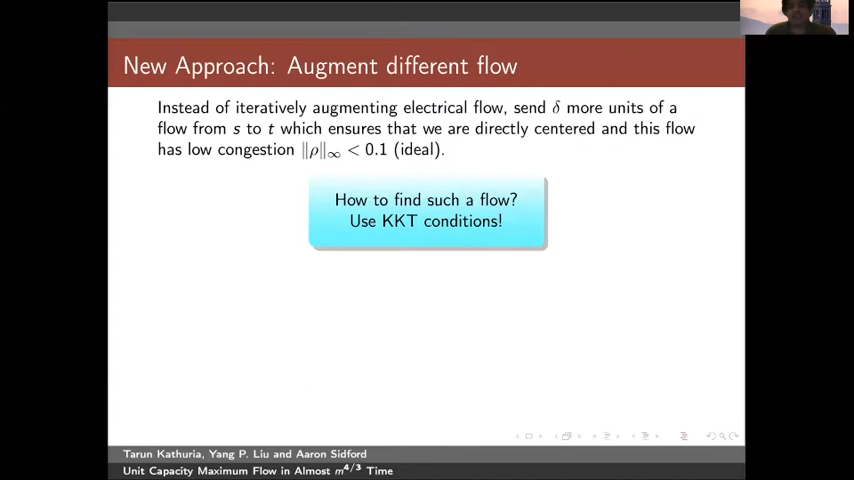 New Approach: Augment different flow
Instead of iteratively augmenting electrical flow, send δ more units of a
flow from s to t which ensures that we are directly centered and this flow
has low congestion ‖ρ‖∞ < 0.1 (ideal).
How to find such a flow?
Use KKT conditions!
Tarun Kathuria, Yang P. Liu and Aaron Sidford
Unit Capacity Maximum Flow in Almost m^4/3 Time